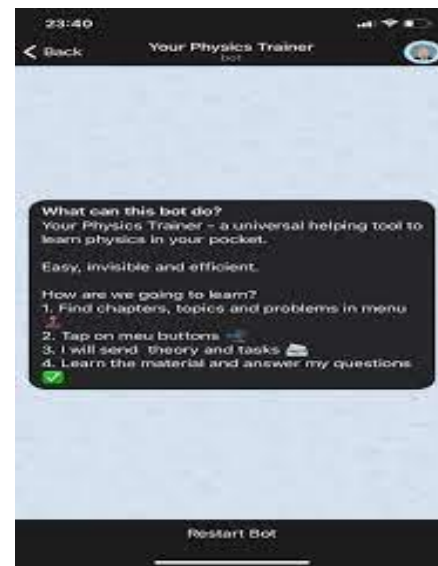 23:40
Back
Your Physics Trainer
bot
What can this bot do?
Your Physics Trainer - a universal helping tool to
learn physics in your pocket.
Easy, invisible and efficient.
How are we going to learn?
1. Find chapters, topics and problems in menu
2. Tap on meu buttons
3. I will send theory and tasks
4. Learn the material and answer my questions
Restart Bot